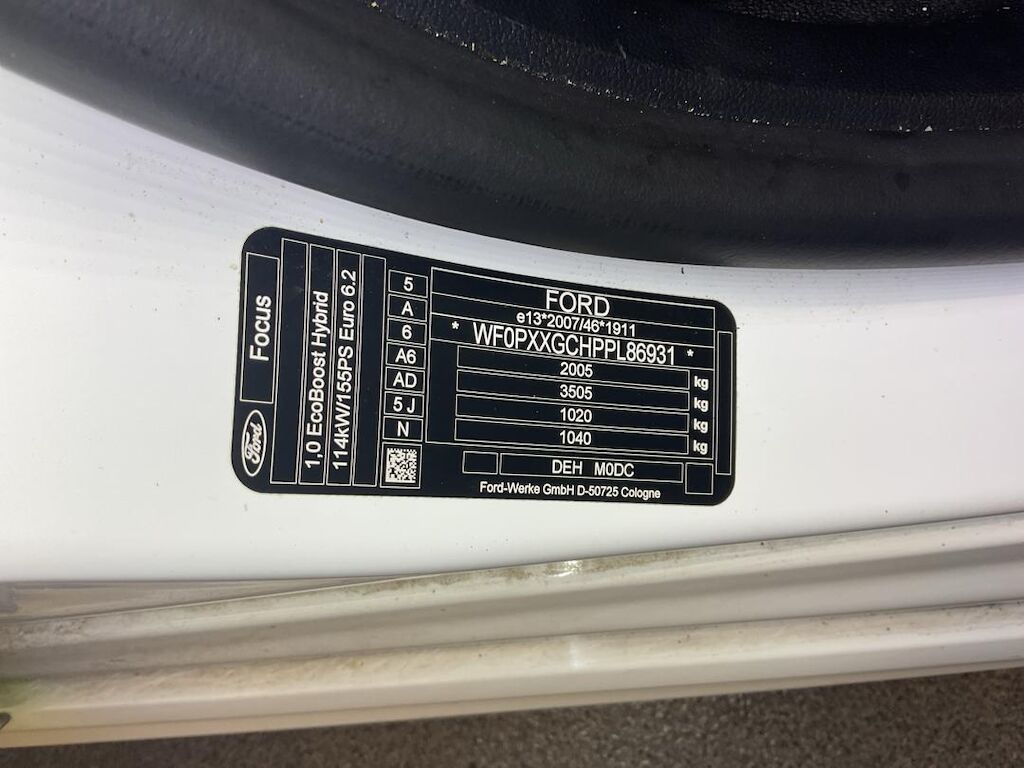 Focus
Ford
1,0 EcoBoost Hybrid
114kW/155PS Euro 6.2
5
A
6
A6
AD
5 J
N
FORD
e13*2007/46*1911
* WF0PXXGCHPPL86931 *
2005 kg
3505 kg
1020 kg
1040 kg
DEH M0DC
Ford-Werke GmbH D-50725 Cologne